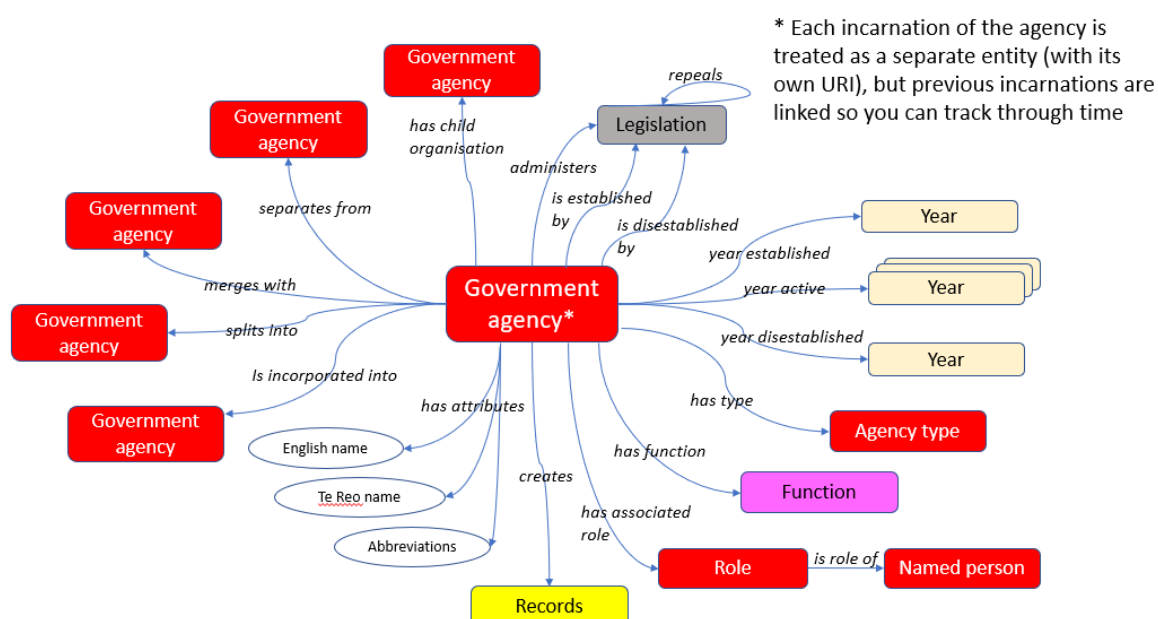 * Each incarnation of the agency is
treated as a separate entity (with its
own URI), but previous incarnations are
linked so you can track through time
Government
agency
repeals
Legislation
has child
organisation
Government
agency
administers
is established
by
is disestablished
by
separates from
Government
agency
Year
year established
merges with
Government
agency*
year active
Year
Government
agency
splits into
year disestablished
Year
Is incorporated into
has type
Government
agency
has attributes
Agency type
English name
has function
creates
Te Reo name
Function
has associated
role
Abbreviations
Role
is role of
Named person
Records